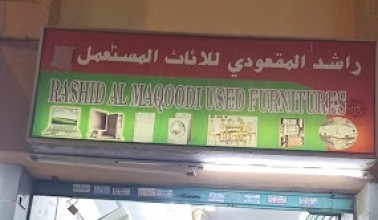 راشد المقعودي للاثاث المستعمل
RASHID AL MAQOODI USED FURNITURES